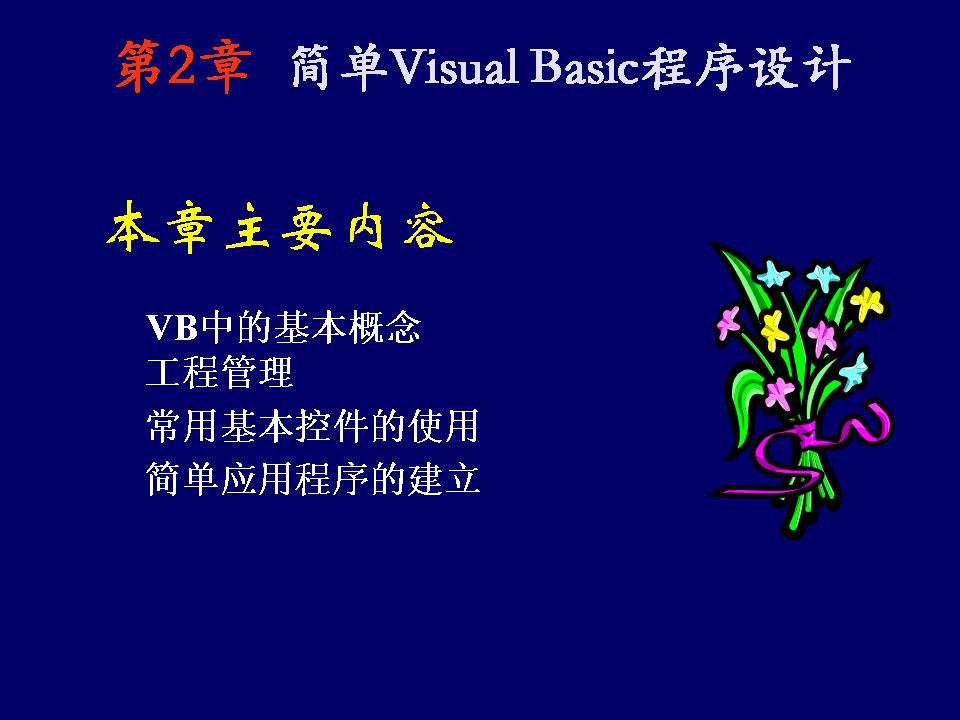 第2章 简单Visual Basic程序设计
本章主要内容
VB中的基本概念
工程管理
常用基本控件的使用
简单应用程序的建立